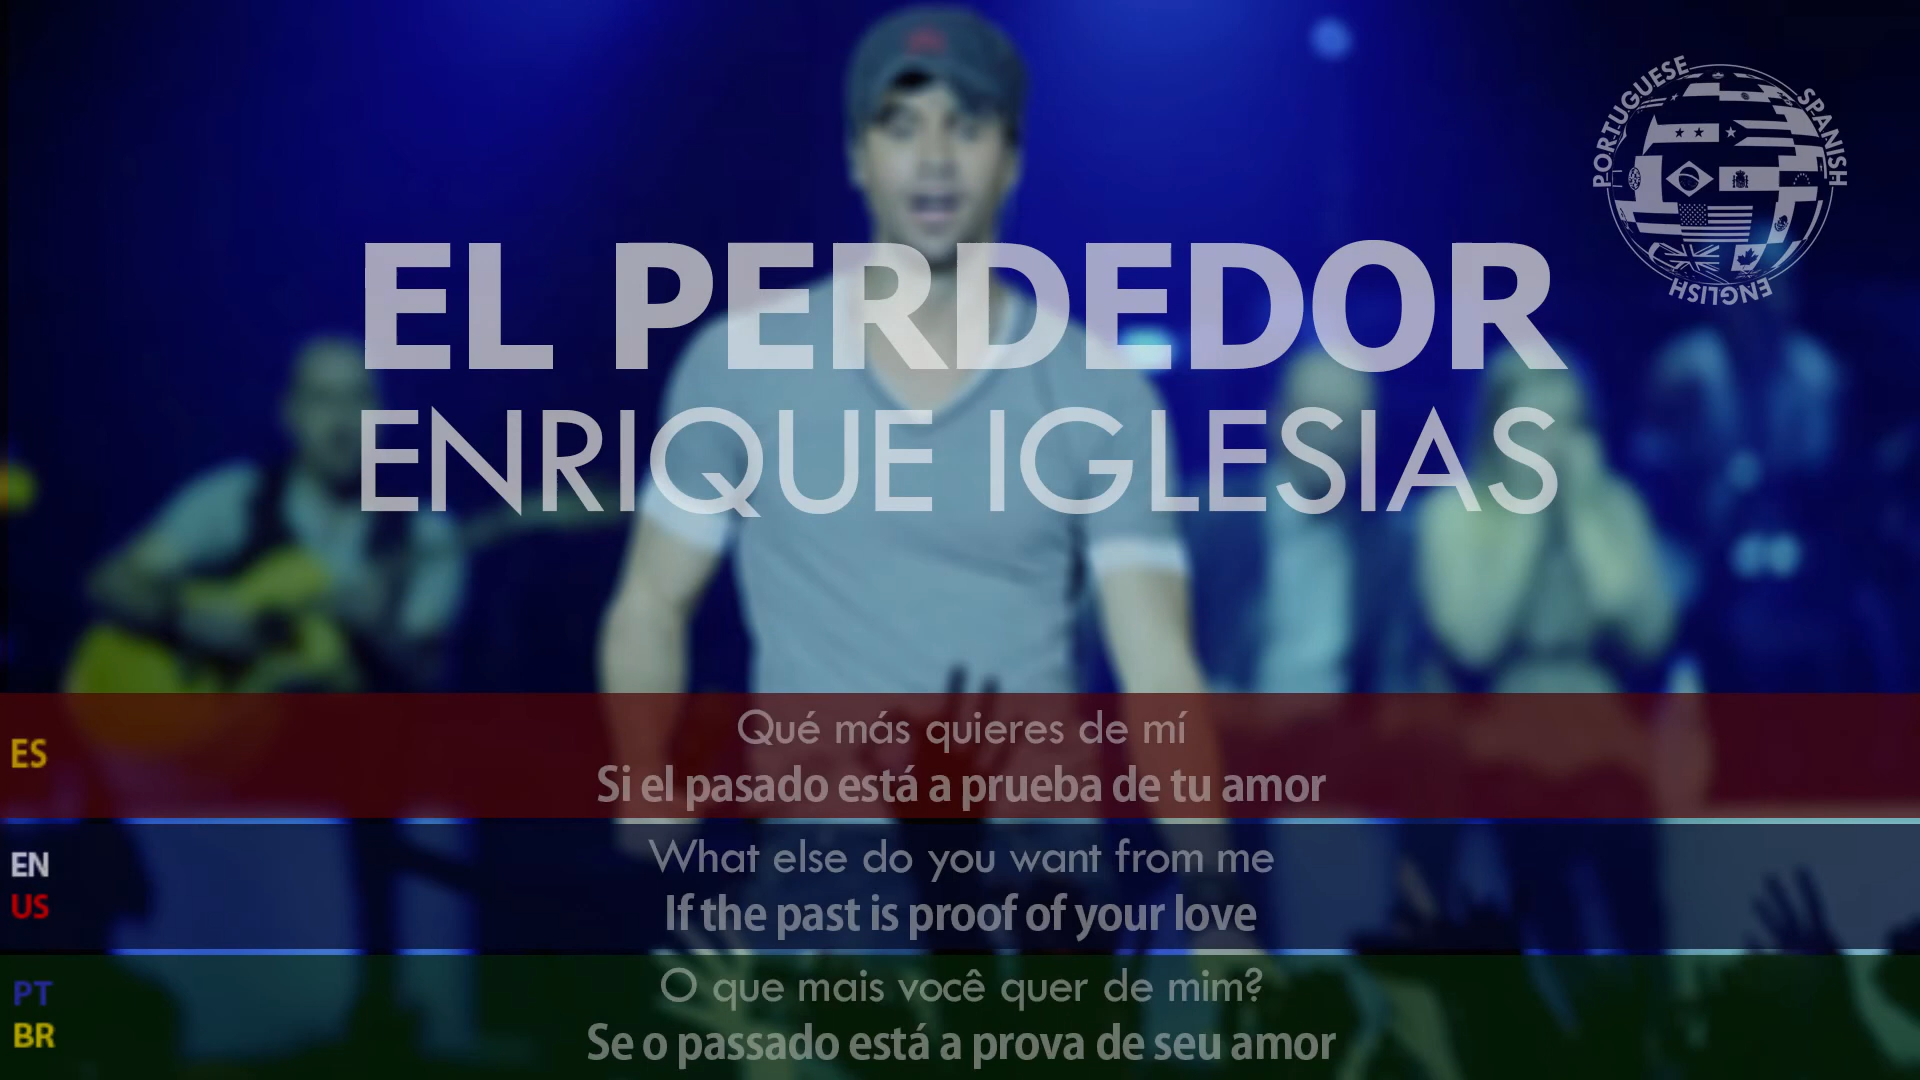 PORTUGUESE
SPANISH
ENGLISH
EL PERDEDOR
ENRIQUE IGLESIAS
ES
Qué más quieres de mí
Si el pasado está a prueba de tu amor
EN
US
What else do you want from me
If the past is proof of your love
PT
BR
O que mais você quer de mim?
Se o passado está a prova de seu amor